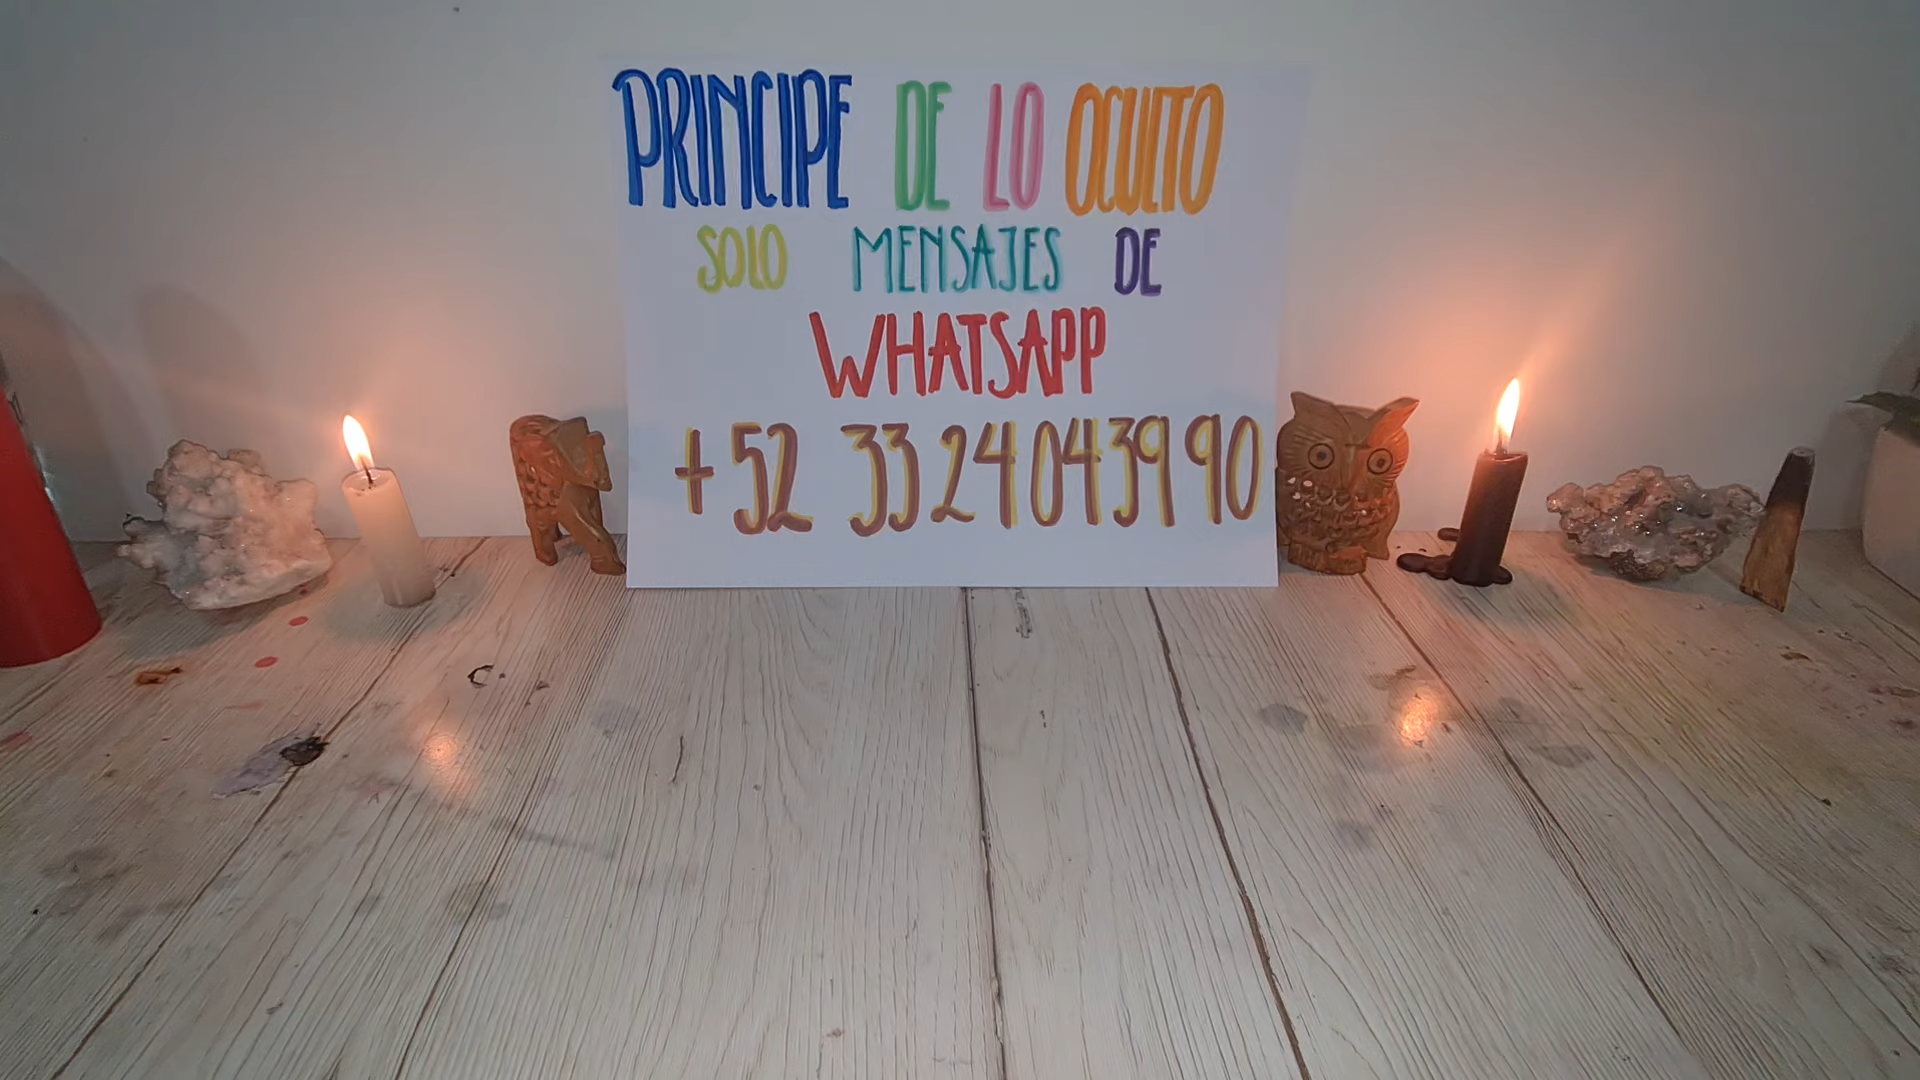 PRINCIPE DE LO OCULTO
SOLO MENSAJES DE
WHATSAPP
+52 33 24 04 39 90